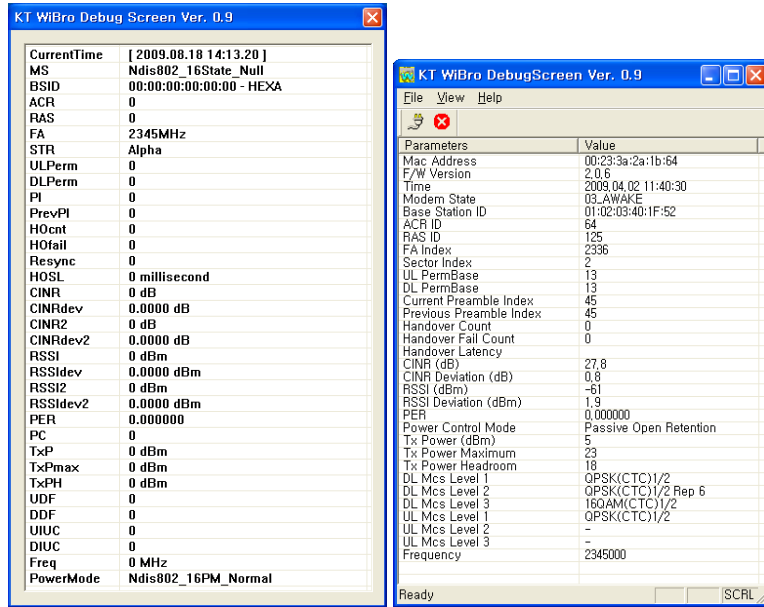 KT WiBro Debug Screen Ver. 0.9
CurrentTime [ 2009.08.18 14:13.20 ]
MS Ndis802_16State_Null
BSID 00:00:00:00:00:00 - HEXA
ACR 0
RAS 0
FA 2345MHz
STR Alpha
ULPerm 0
DLPerm 0
PI 0
PrevPI 0
HOcnt 0
HOfail 0
Resync 0
HOSL 0 millisecond
CINR 0 dB
CINRdev 0.0000 dB
CINR2 0 dB
CINRdev2 0.0000 dB
RSSI 0 dBm
RSSIdev 0.0000 dBm
RSSI2 0 dBm
RSSIdev2 0.0000 dBm
PER 0.000000
PC 0
TxP 0 dBm
TxPmax 0 dBm
TxPH 0 dBm
UDF 0
DDF 0
UIUC 0
DIUC 0
Freq 0 MHz
PowerMode Ndis802_16PM_Normal
KT WiBro DebugScreen Ver. 0.9
File View Help
Parameters Value
Mac Address 00:23:3a:2a:1b:64
F/W Version 2,0,6
Time 2009,04,02 11:40:30
Modem State 03_AWAKE
Base Station ID 01:02:03:40:1F:52
ACR ID 64
RAS ID 125
FA Index 2336
Sector Index 2
UL PermBase 13
DL PermBase 13
Current Preamble Index 45
Previous Preamble Index 45
Handover Count 0
Handover Fail Count 0
Handover Latency
CINR (dB) 27,8
CINR Deviation (dB) 0,8
RSSI (dBm) -61
RSSI Deviation (dBm) 1,9
PER 0,000000
Power Control Mode Passive Open Retention
Tx Power (dBm) 5
Tx Power Maximum 23
Tx Power Headroom 18
DL Mcs Level 1 QPSK(CTC)1/2
DL Mcs Level 2 QPSK(CTC)1/2 Rep 6
DL Mcs Level 3 16QAM(CTC)1/2
UL Mcs Level 1 QPSK(CTC)1/2
UL Mcs Level 2 -
UL Mcs Level 3 -
Frequency 2345000
Ready SCRL